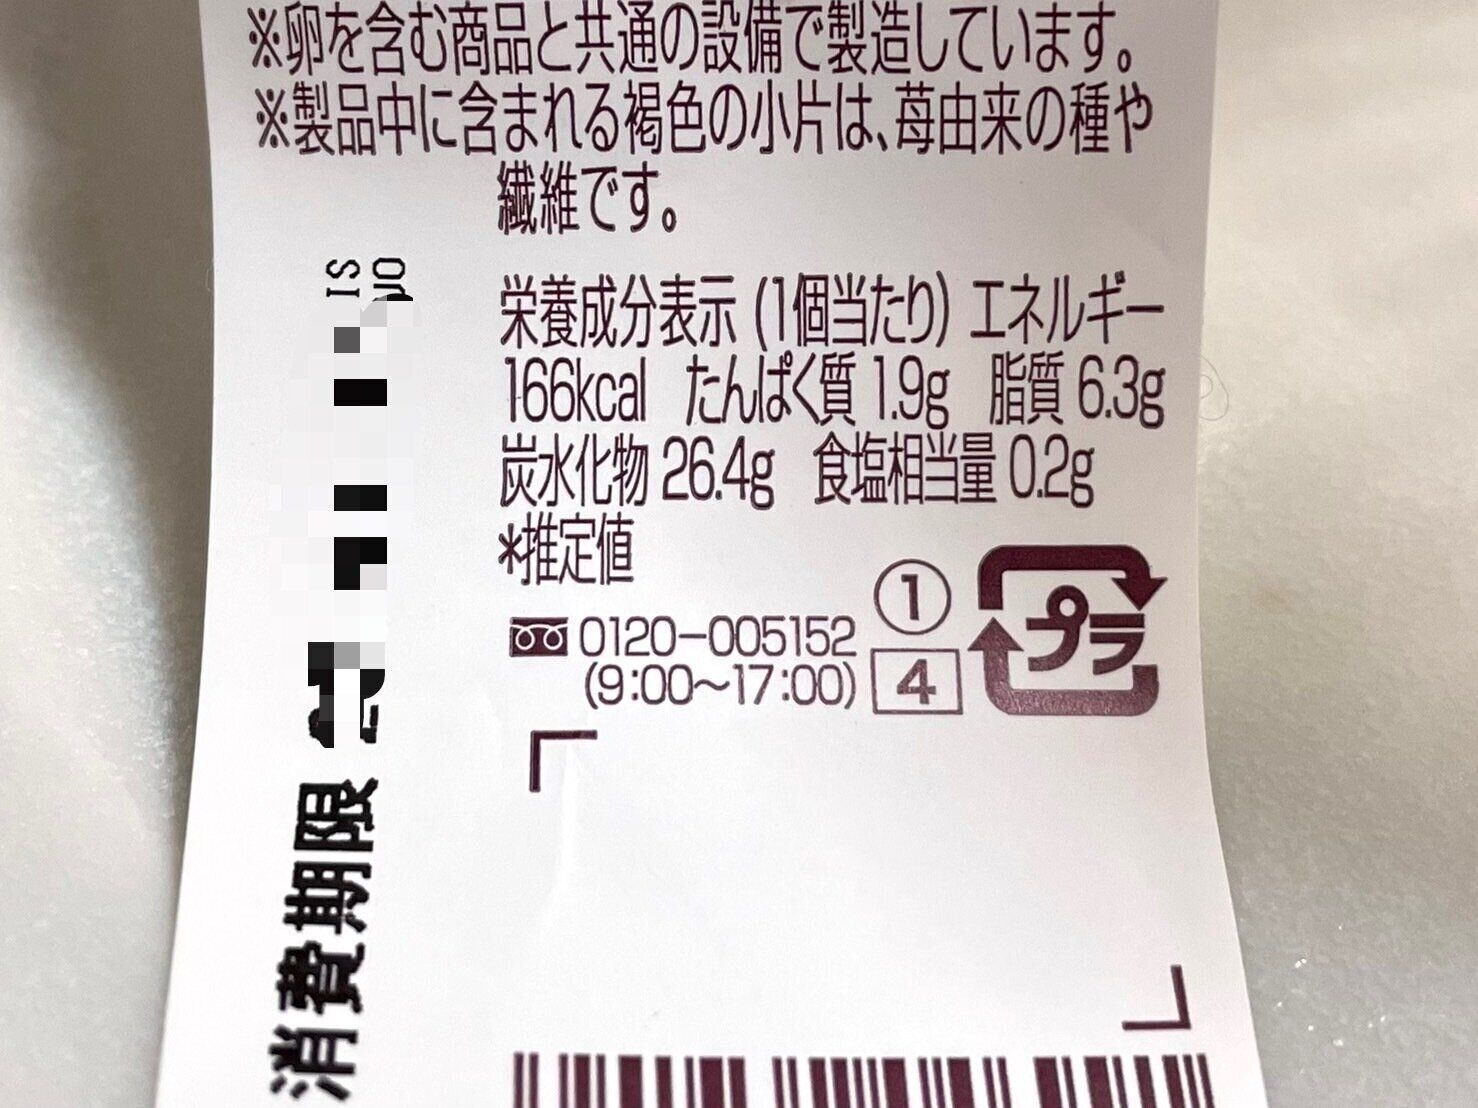 ※卵を含む商品と共通の設備で製造しています。
※製品中に含まれる褐色の小片は、苺由来の種や
繊維です。
栄養成分表示(1個当たり) エネルギー
166kcal たんぱく質 1.9g 脂質 6.3g
炭水化物 26.4g 食塩相当量 0.2g
*推定値
0120-005152
(9:00〜17:00)
①
4
プラ
消費期限
IS